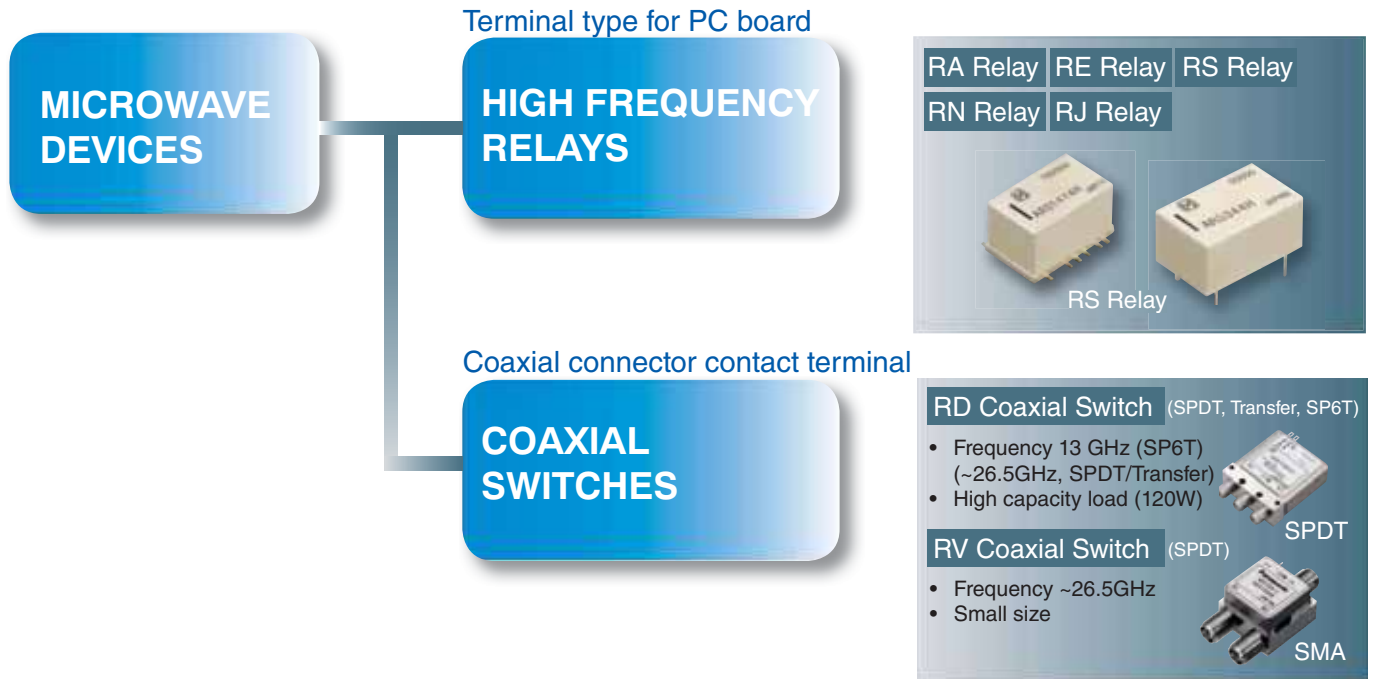 MICROWAVE
DEVICES
Terminal type for PC board
HIGH FREQUENCY
RELAYS
RA Relay
RE Relay
RS Relay
RN Relay
RJ Relay
RS Relay
Coaxial connector contact terminal
COAXIAL
SWITCHES
RD Coaxial Switch (SPDT, Transfer, SP6T)
• Frequency 13 GHz (SP6T)
(~26.5GHz, SPDT/Transfer)
• High capacity load (120W)
SPDT
RV Coaxial Switch (SPDT)
• Frequency ~26.5GHz
• Small size
SMA